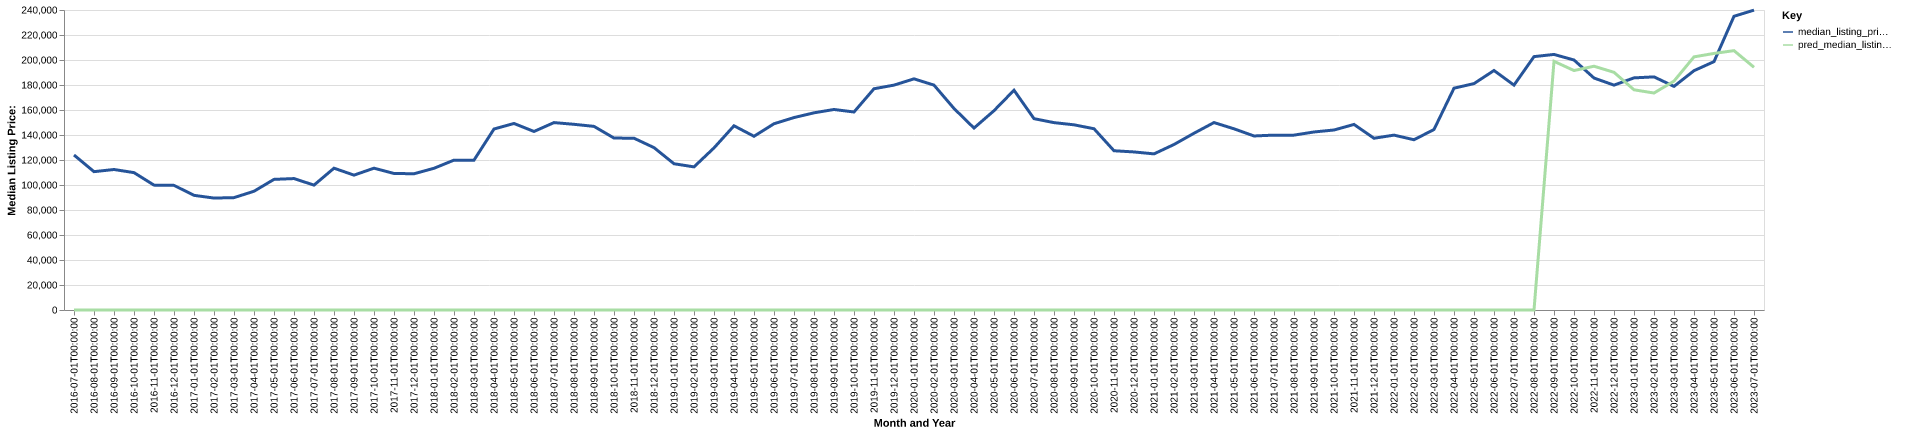 240,000
220,000
200,000
180,000
160,000
140,000
120,000
100,000
80,000
60,000
40,000
20,000
0
Median Listing Price:
2016-07-01T00:00:00
2016-08-01T00:00:00
2016-09-01T00:00:00
2016-10-01T00:00:00
2016-11-01T00:00:00
2016-12-01T00:00:00
2017-01-01T00:00:00
2017-02-01T00:00:00
2017-03-01T00:00:00
2017-04-01T00:00:00
2017-05-01T00:00:00
2017-06-01T00:00:00
2017-07-01T00:00:00
2017-08-01T00:00:00
2017-09-01T00:00:00
2017-10-01T00:00:00
2017-11-01T00:00:00
2017-12-01T00:00:00
2018-01-01T00:00:00
2018-02-01T00:00:00
2018-03-01T00:00:00
2018-04-01T00:00:00
2018-05-01T00:00:00
2018-06-01T00:00:00
2018-07-01T00:00:00
2018-08-01T00:00:00
2018-09-01T00:00:00
2018-10-01T00:00:00
2018-11-01T00:00:00
2018-12-01T00:00:00
2019-01-01T00:00:00
2019-02-01T00:00:00
2019-03-01T00:00:00
2019-04-01T00:00:00
2019-05-01T00:00:00
2019-06-01T00:00:00
2019-07-01T00:00:00
2019-08-01T00:00:00
2019-09-01T00:00:00
2019-10-01T00:00:00
2019-11-01T00:00:00
2019-12-01T00:00:00
2020-01-01T00:00:00
2020-02-01T00:00:00
2020-03-01T00:00:00
2020-04-01T00:00:00
2020-05-01T00:00:00
2020-06-01T00:00:00
2020-07-01T00:00:00
2020-08-01T00:00:00
2020-09-01T00:00:00
2020-10-01T00:00:00
2020-11-01T00:00:00
2020-12-01T00:00:00
2021-01-01T00:00:00
2021-02-01T00:00:00
2021-03-01T00:00:00
2021-04-01T00:00:00
2021-05-01T00:00:00
2021-06-01T00:00:00
2021-07-01T00:00:00
2021-08-01T00:00:00
2021-09-01T00:00:00
2021-10-01T00:00:00
2021-11-01T00:00:00
2021-12-01T00:00:00
2022-01-01T00:00:00
2022-02-01T00:00:00
2022-03-01T00:00:00
2022-04-01T00:00:00
2022-05-01T00:00:00
2022-06-01T00:00:00
2022-07-01T00:00:00
2022-08-01T00:00:00
2022-09-01T00:00:00
2022-10-01T00:00:00
2022-11-01T00:00:00
2022-12-01T00:00:00
2023-01-01T00:00:00
2023-02-01T00:00:00
2023-03-01T00:00:00
2023-04-01T00:00:00
2023-05-01T00:00:00
2023-06-01T00:00:00
2023-07-01T00:00:00
Month and Year
Key
median_listing_pri…
pred_median_listin…